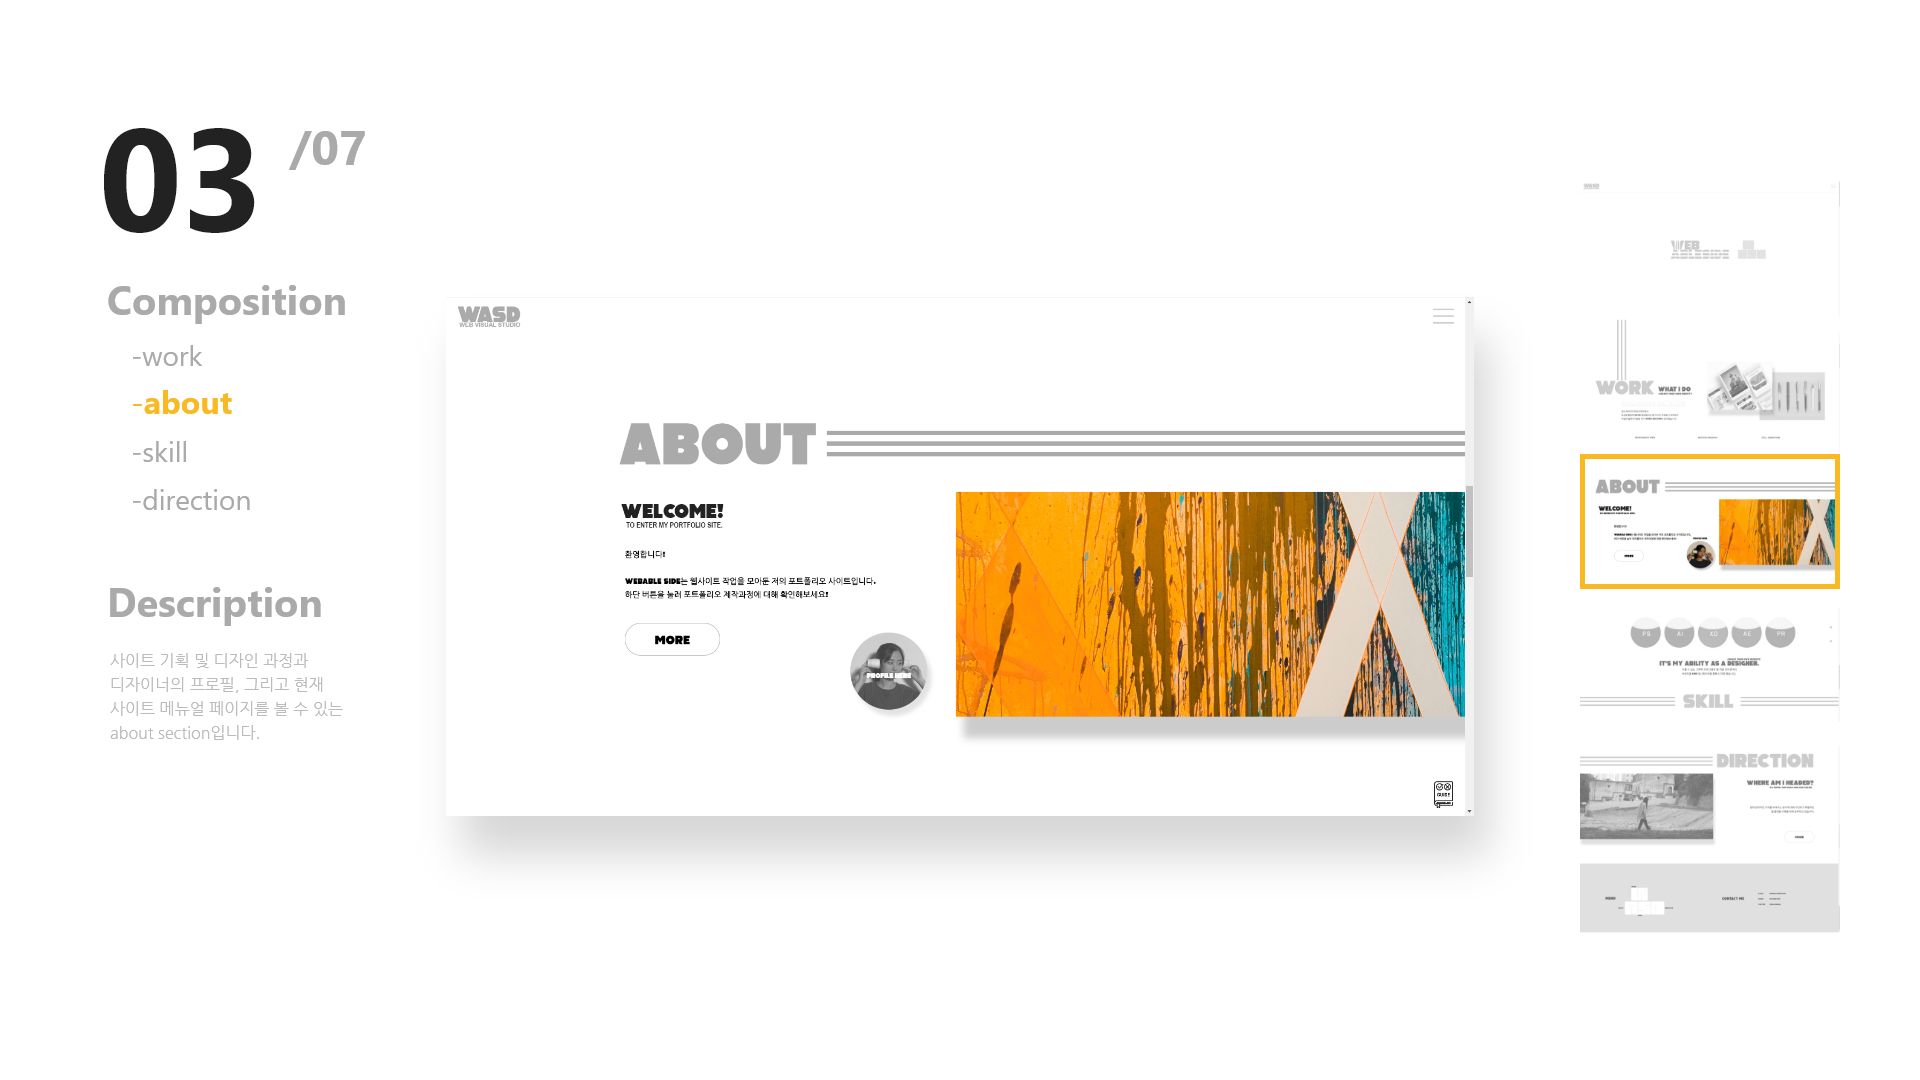 03 /07
Composition
-work
-about
-skill
-direction
Description
사이트 기획 및 디자인 과정과
디자이너의 프로필, 그리고 현재
사이트 메뉴얼 페이지를 볼 수 있는
about section입니다.
WASD
WEB VISUAL STUDIO
ABOUT
WELCOME!
TO ENTER MY PORTFOLIO SITE.
환영합니다!
WEBABLE SIDE는 웹사이트 작업을 모아둔 저의 포트폴리오 사이트입니다.
하단 버튼을 눌러 포트폴리오 제작과정에 대해 확인해보세요!
MORE
PROFILE HERE
GUIDE
WASD
WEB
WORK WHAT I DO
ABOUT
WELCOME!
MORE
PS AI XD AE PR
IT'S MY ABILITY AS A DESIGNER.
SKILL
DIRECTION
WHERE AM I HEADED?
MORE
CONTACT ME